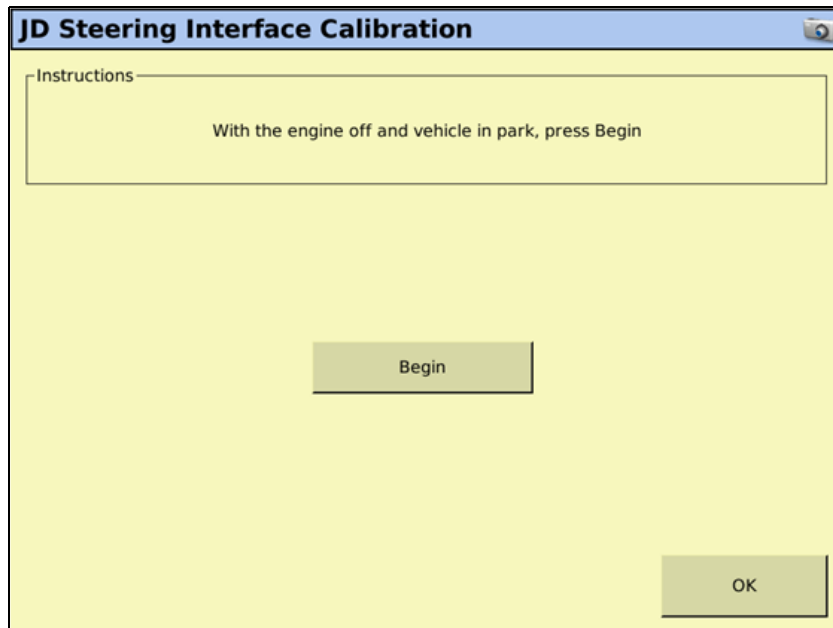 JD Steering Interface Calibration
Instructions
With the engine off and vehicle in park, press Begin
Begin
OK